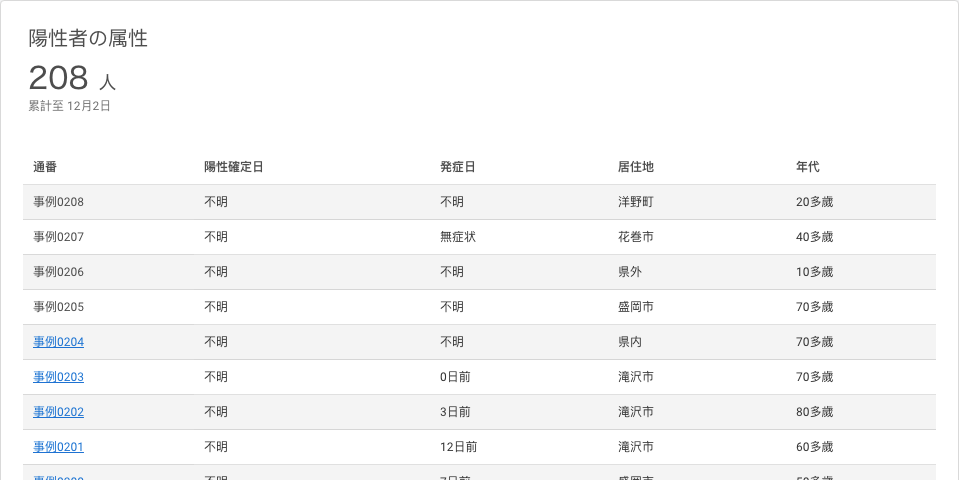 陽性者の属性
208 人
累計至 12月2日
通番 陽性確定日 発症日 居住地 年代
事例0208 不明 不明 洋野町 20多歳
事例0207 不明 無症状 花巻市 40多歳
事例0206 不明 不明 県外 10多歳
事例0205 不明 不明 盛岡市 70多歳
事例0204 不明 不明 県内 70多歳
事例0203 不明 0日前 滝沢市 70多歳
事例0202 不明 3日前 滝沢市 80多歳
事例0201 不明 12日前 滝沢市 60多歳